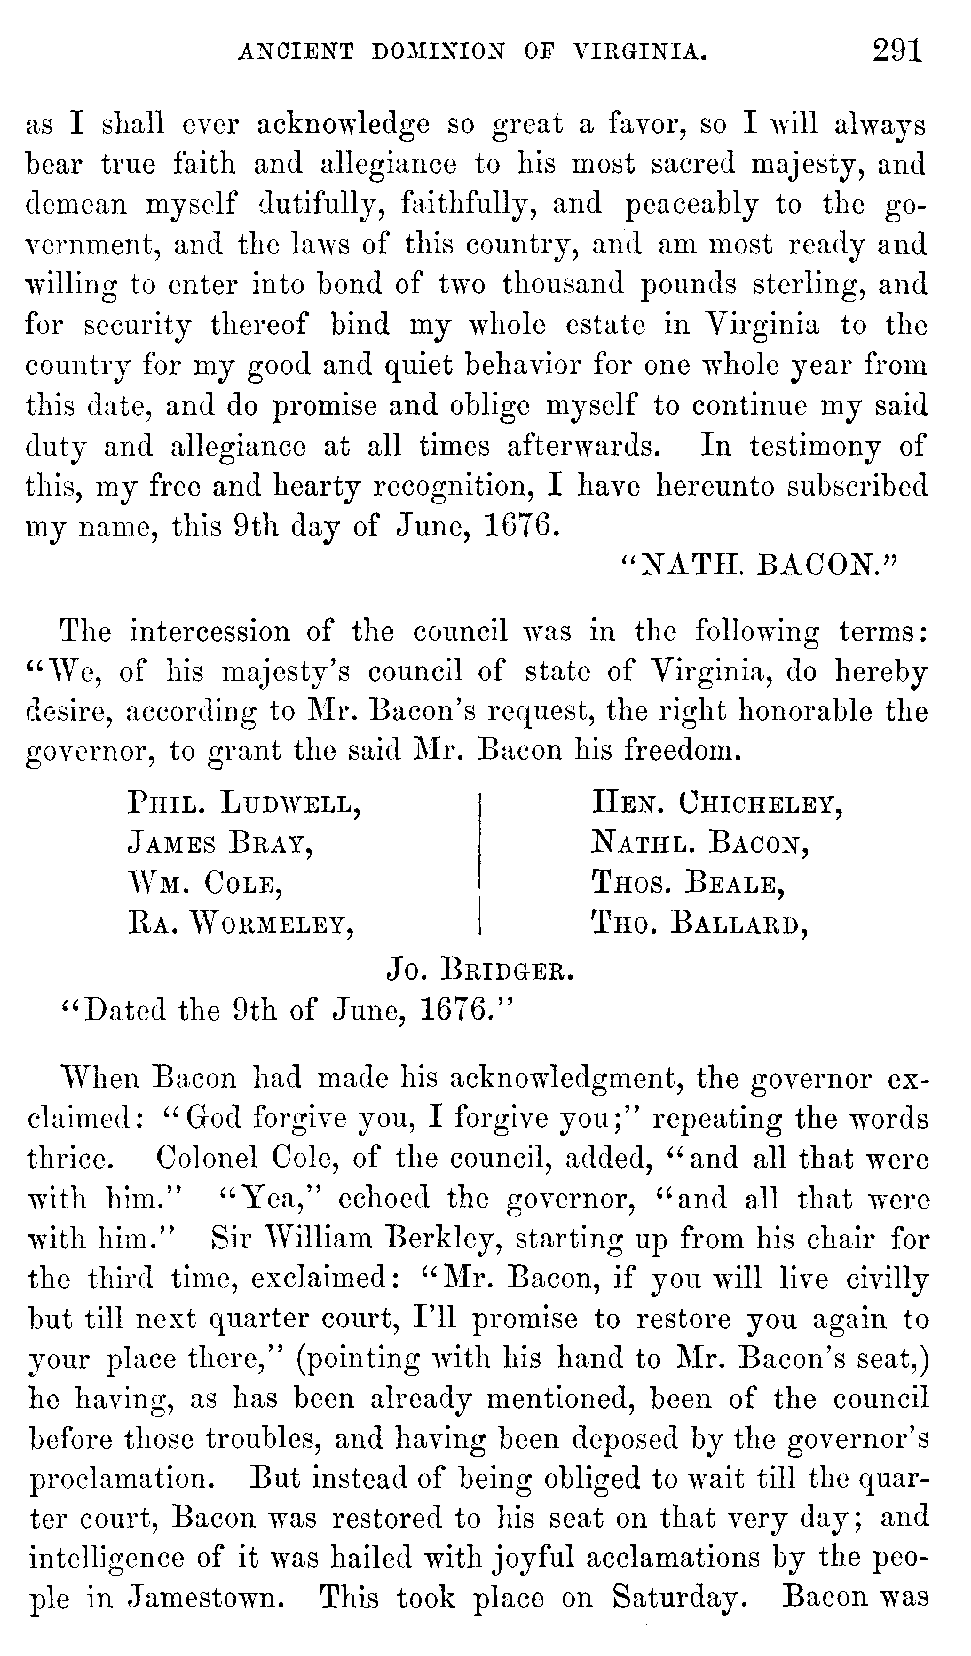 ANCIENT DOMINION OF VIRGINIA. 291
as I shall ever acknowledge so great a favor, so I will always
bear true faith and allegiance to his most sacred majesty, and
demean myself dutifully, faithfully, and peaceably to the go-
vernment, and the laws of this country, and am most ready and
willing to enter into bond of two thousand pounds sterling, and
for security thereof bind my whole estate in Virginia to the
country for my good and quiet behavior for one whole year from
this date, and do promise and oblige myself to continue my said
duty and allegiance at all times afterwards. In testimony of
this, my free and hearty recognition, I have hereunto subscribed
my name, this 9th day of June, 1676.
"NATH. BACON."
The intercession of the council was in the following terms:
"We, of his majesty's council of state of Virginia, do hereby
desire, according to Mr. Bacon's request, the right honorable the
governor, to grant the said Mr. Bacon his freedom.
PHIL. LUDWELL, HEN. CHICHELEY,
JAMES BRAY, NATHL. BACON,
WM. COLE, THOS. BEALE,
RA. WORMELEY, THO. BALLARD,
JO. BRIDGER.
"Dated the 9th of June, 1676."
When Bacon had made his acknowledgment, the governor ex-
claimed: "God forgive you, I forgive you;" repeating the words
thrice. Colonel Cole, of the council, added, "and all that were
with him." "Yea," echoed the governor, "and all that were
with him." Sir William Berkley, starting up from his chair for
the third time, exclaimed: "Mr. Bacon, if you will live civilly
but till next quarter court, I'll promise to restore you again to
your place there," (pointing with his hand to Mr. Bacon's seat,)
he having, as has been already mentioned, been of the council
before those troubles, and having been deposed by the governor's
proclamation. But instead of being obliged to wait till the quar-
ter court, Bacon was restored to his seat on that very day; and
intelligence of it was hailed with joyful acclamations by the peo-
ple in Jamestown. This took place on Saturday. Bacon was